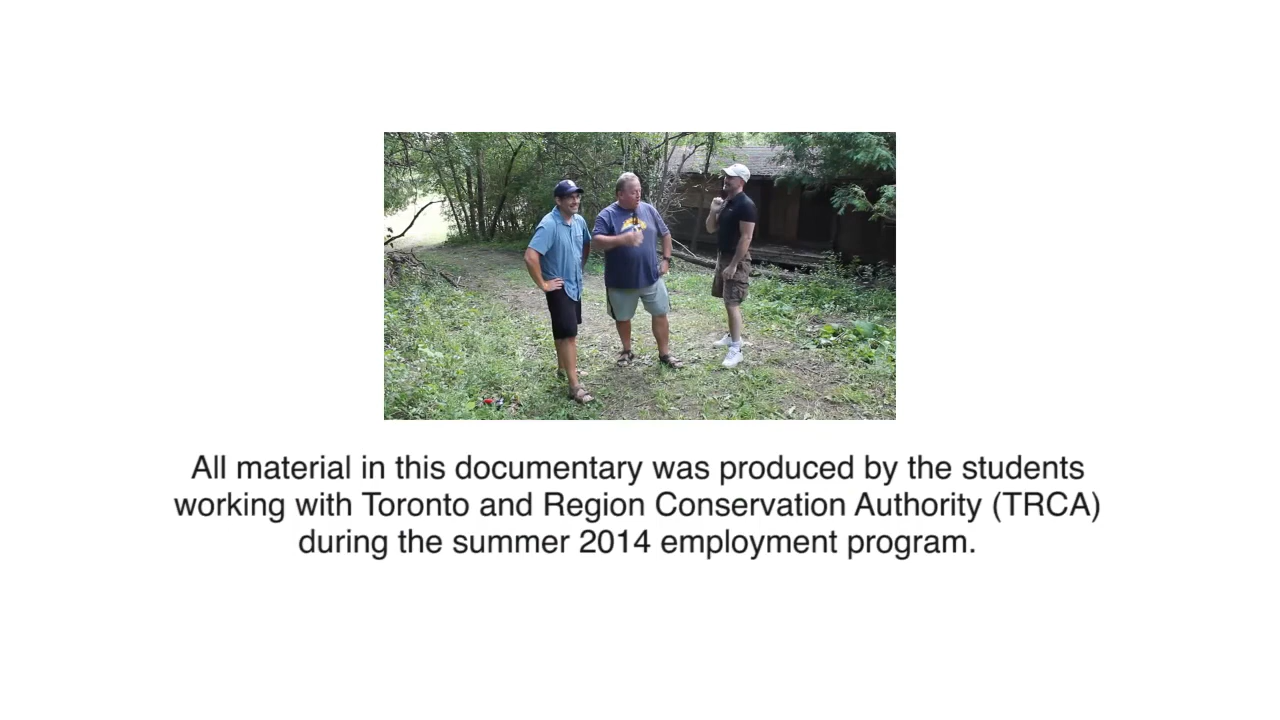 All material in this documentary was produced by the students
working with Toronto and Region Conservation Authority (TRCA)
during the summer 2014 employment program.